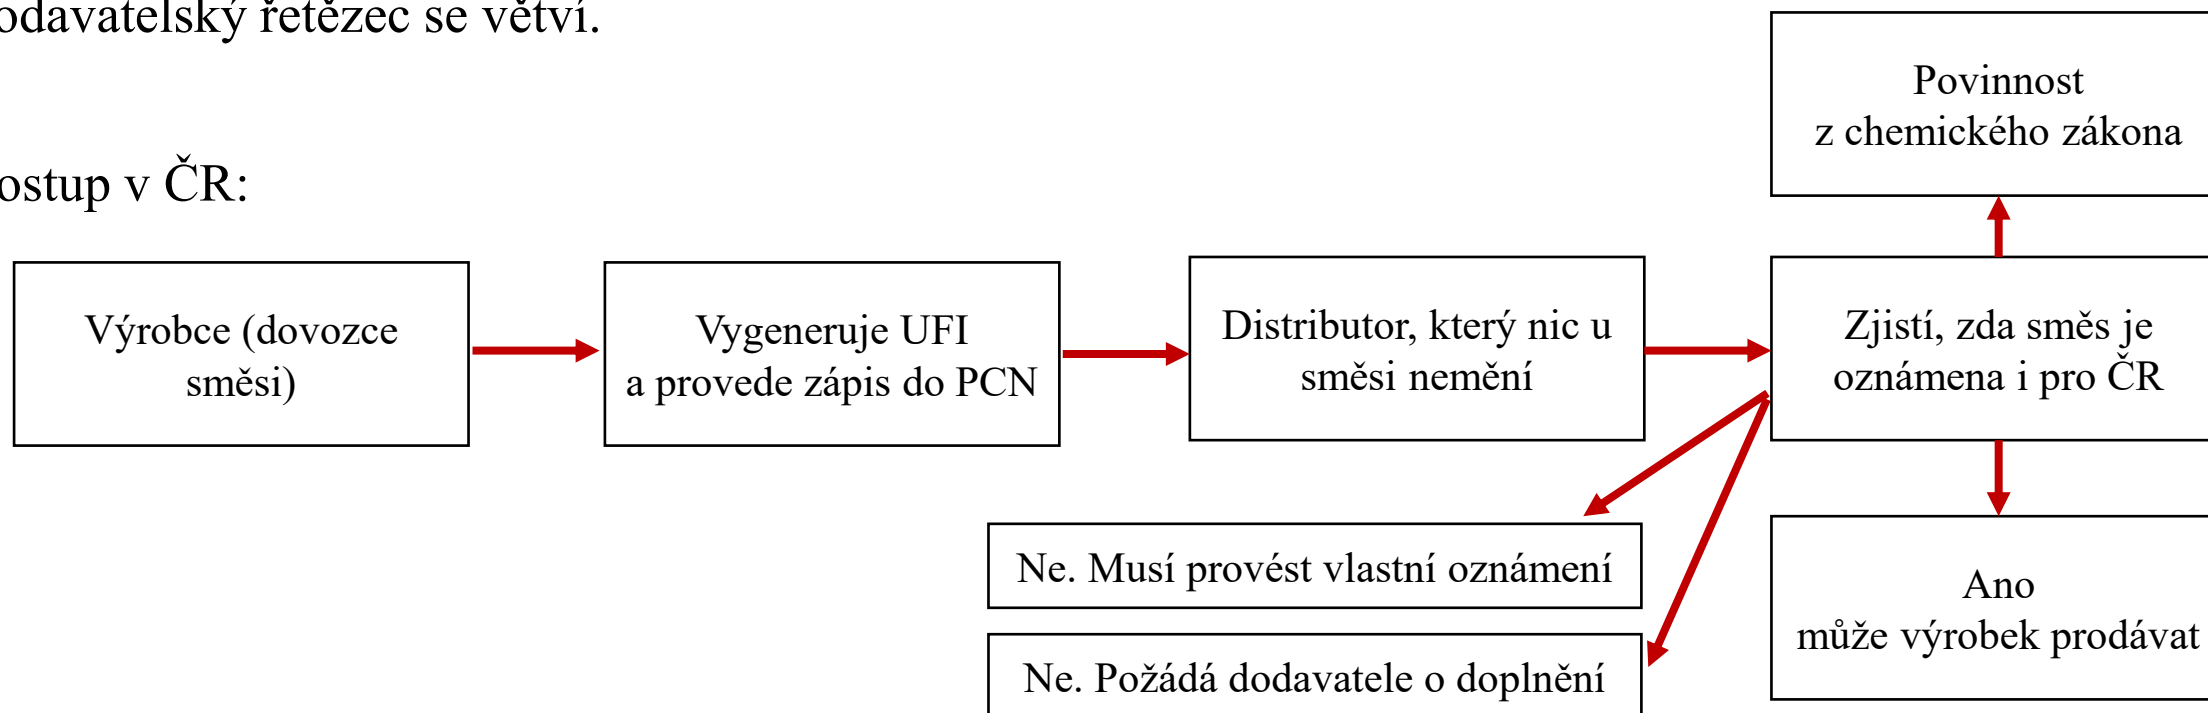 odavatelský řetězec se větví.
Povinnost
z chemického zákona
ostup v ČR:
Výrobce (dovozce
směsi)
Vygeneruje UFI
a provede zápis do PCN
Distributor, který nic u
směsi nemění
Zjistí, zda směs je
oznámena i pro ČR
Ne. Musí provést vlastní oznámení
Ne. Požádá dodavatele o doplnění
Ano
může výrobek prodávat